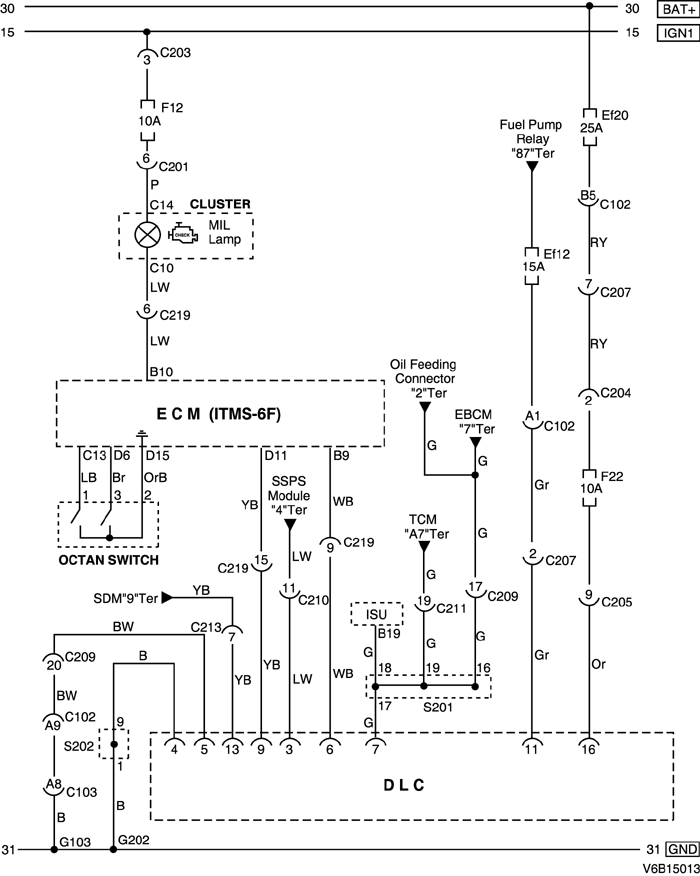 30 30 BAT+
15 15 IGN1
C203
3
F12
10A
6
C201
P
C14
CLUSTER
MIL
Lamp
CHECK
C10
LW
6
C219
LW
B10
Fuel Pump
Relay
"87"Ter
Ef20
25A
B5
C102
RY
Ef12
15A
7
C207
RY
C204
2
F22
10A
9
C205
Or
A1
C102
Gr
2
C207
Gr
ECM (ITMS-6F)
C13 D6 D15 D11 B9
LB Br OrB
1 3 2
OCTAN SWITCH
Oil Feeding
Connector
"2"Ter
EBCM
"7"Ter
G G
G
SSPS
Module
"4"Ter
YB
WB
LW
9 C219
C219 15
11 C210
TCM
"A7"Ter
G
19 C211
17 C209
SDM"9"Ter YB
C213 7
YB
YB
LW
WB
ISU
B19
G G G
18 19 16
17 S201
G
BW
20 C209
BW
A9 C102
A8 C103
B
B
9
S202
1
B
4 5 13 9 3 6 7 11 16
DLC
31 G103 G202 31 GND
V6B15013